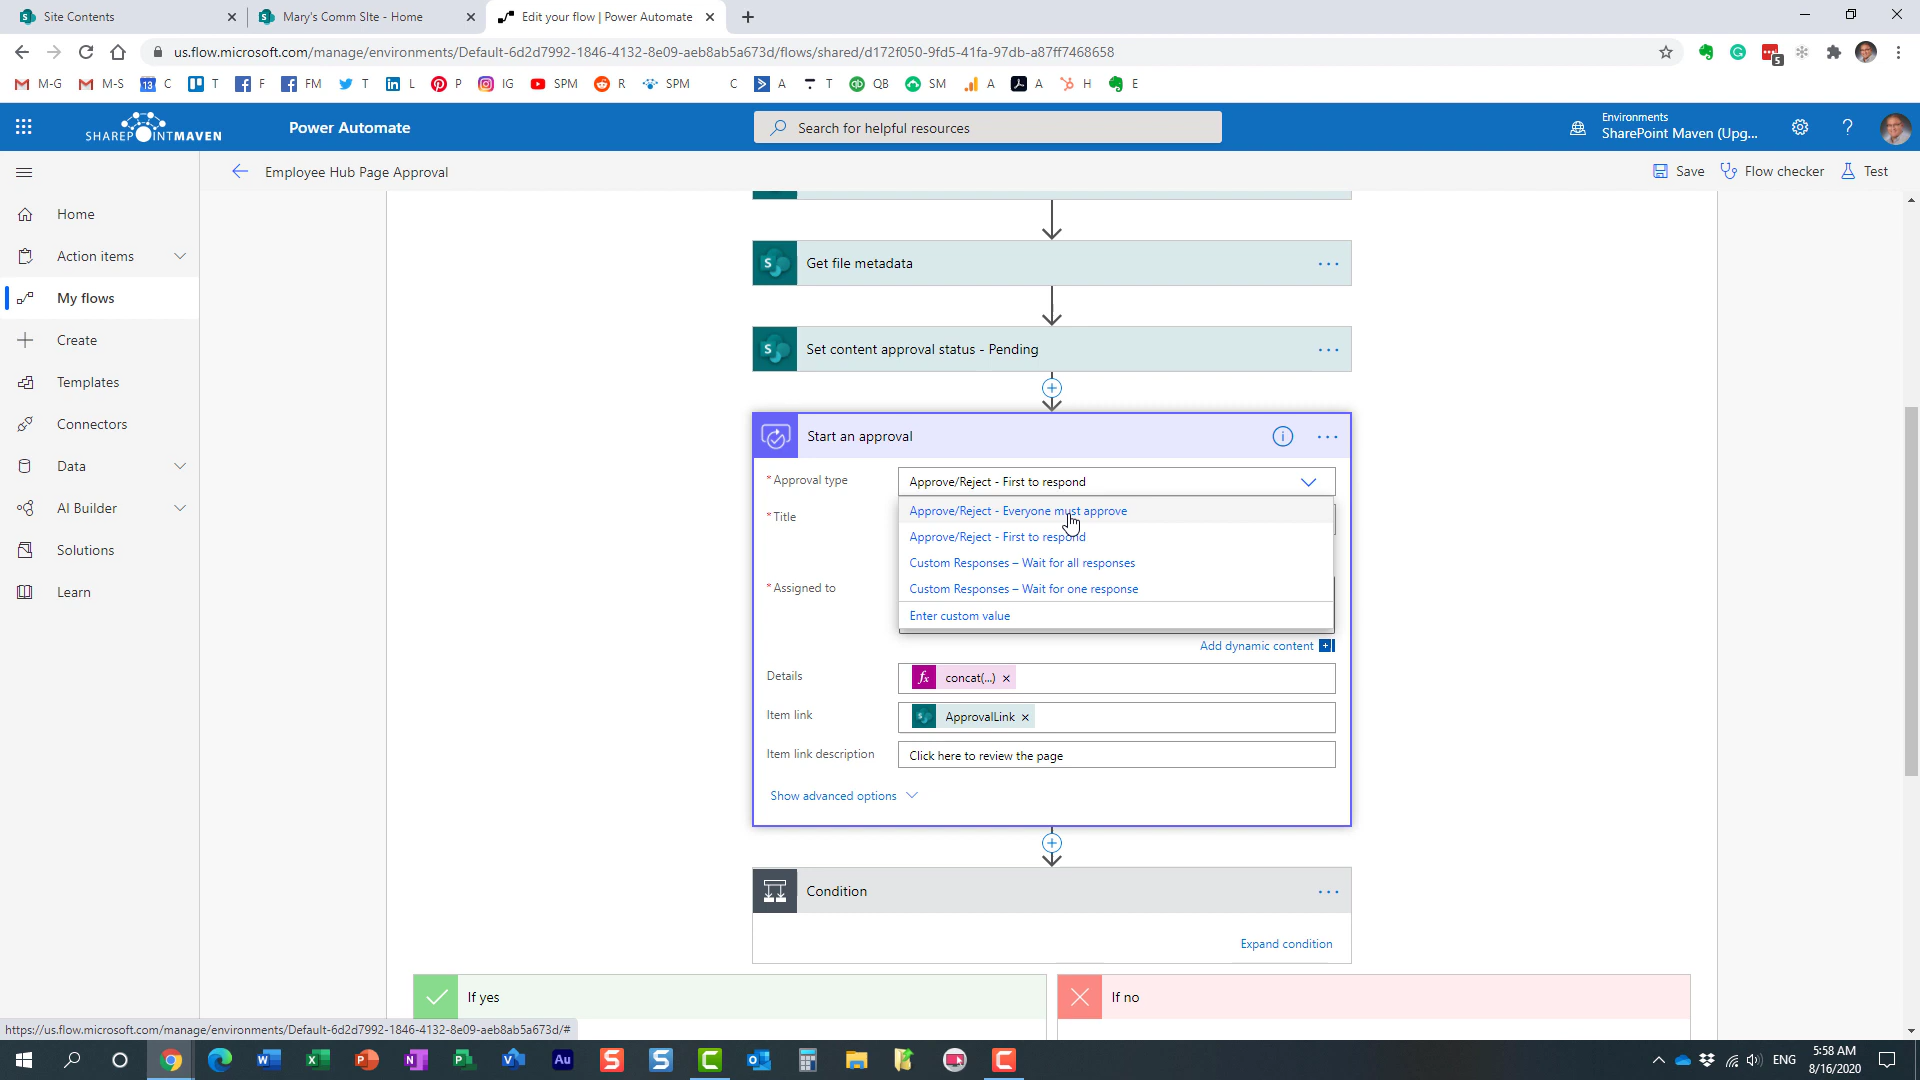 Site Contents
Mary's Comm SIte - Home
Edit your flow | Power Automate
us.flow.microsoft.com/manage/environments/Default-6d2d7992-1846-4132-8e09-aeb8ab5a673d/flows/shared/d172f050-9fd5-41fa-97db-a87ff7468658
5
M-G
M-S
13
C
T
F
FM
T
L
P
IG
SPM
R
SPM
C
A
T
QB
SM
A
A
H
E
SHAREPOINTMAVEN
Power Automate
Search for helpful resources
Environments
SharePoint Maven (Upg...
Employee Hub Page Approval
Save
Flow checker
Test
Home
Action items
My flows
Create
Templates
Connectors
Data
AI Builder
Solutions
Learn
Get file metadata
Set content approval status - Pending
Start an approval
*Approval type
Approve/Reject - First to respond
*Title
Approve/Reject - Everyone must approve
Approve/Reject - First to respond
Custom Responses – Wait for all responses
*Assigned to
Custom Responses – Wait for one response
Enter custom value
Add dynamic content
Details
fx concat(...) ×
Item link
ApprovalLink ×
Item link description
Click here to review the page
Show advanced options
Condition
Expand condition
If yes
If no
https://us.flow.microsoft.com/manage/environments/Default-6d2d7992-1846-4132-8e09-aeb8ab5a673d/#
ENG
5:58 AM
8/16/2020